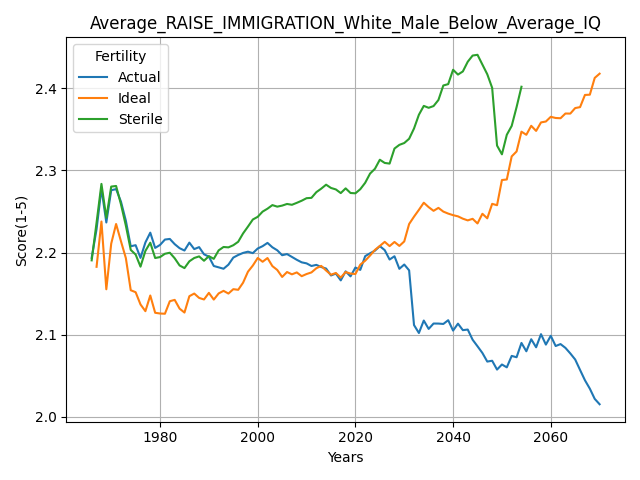 Average_RAISE_IMMIGRATION_White_Male_Below_Average_IQ
Fertility
Actual
Ideal
Sterile
Score(1-5)
2.4
2.3
2.2
2.1
2.0
1980 2000 2020 2040 2060
Years